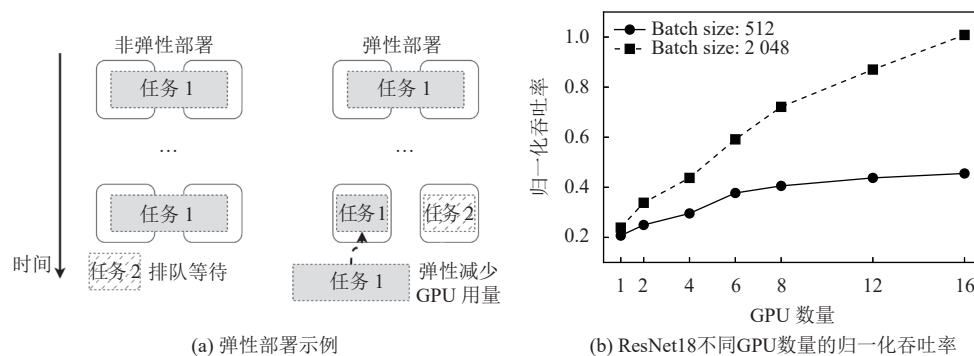 非弹性部署
弹性部署
任务 1
任务 1
…
…
任务 1
任务 1
任务 2
时间
任务 2 排队等待
任务 1
弹性减少
GPU 用量
(a) 弹性部署示例
Batch size: 512
Batch size: 2 048
归一化吞吐率
1.0
0.8
0.6
0.4
0.2
1 2 4 6 8 12 16
GPU 数量
(b) ResNet18不同GPU数量的归一化吞吐率